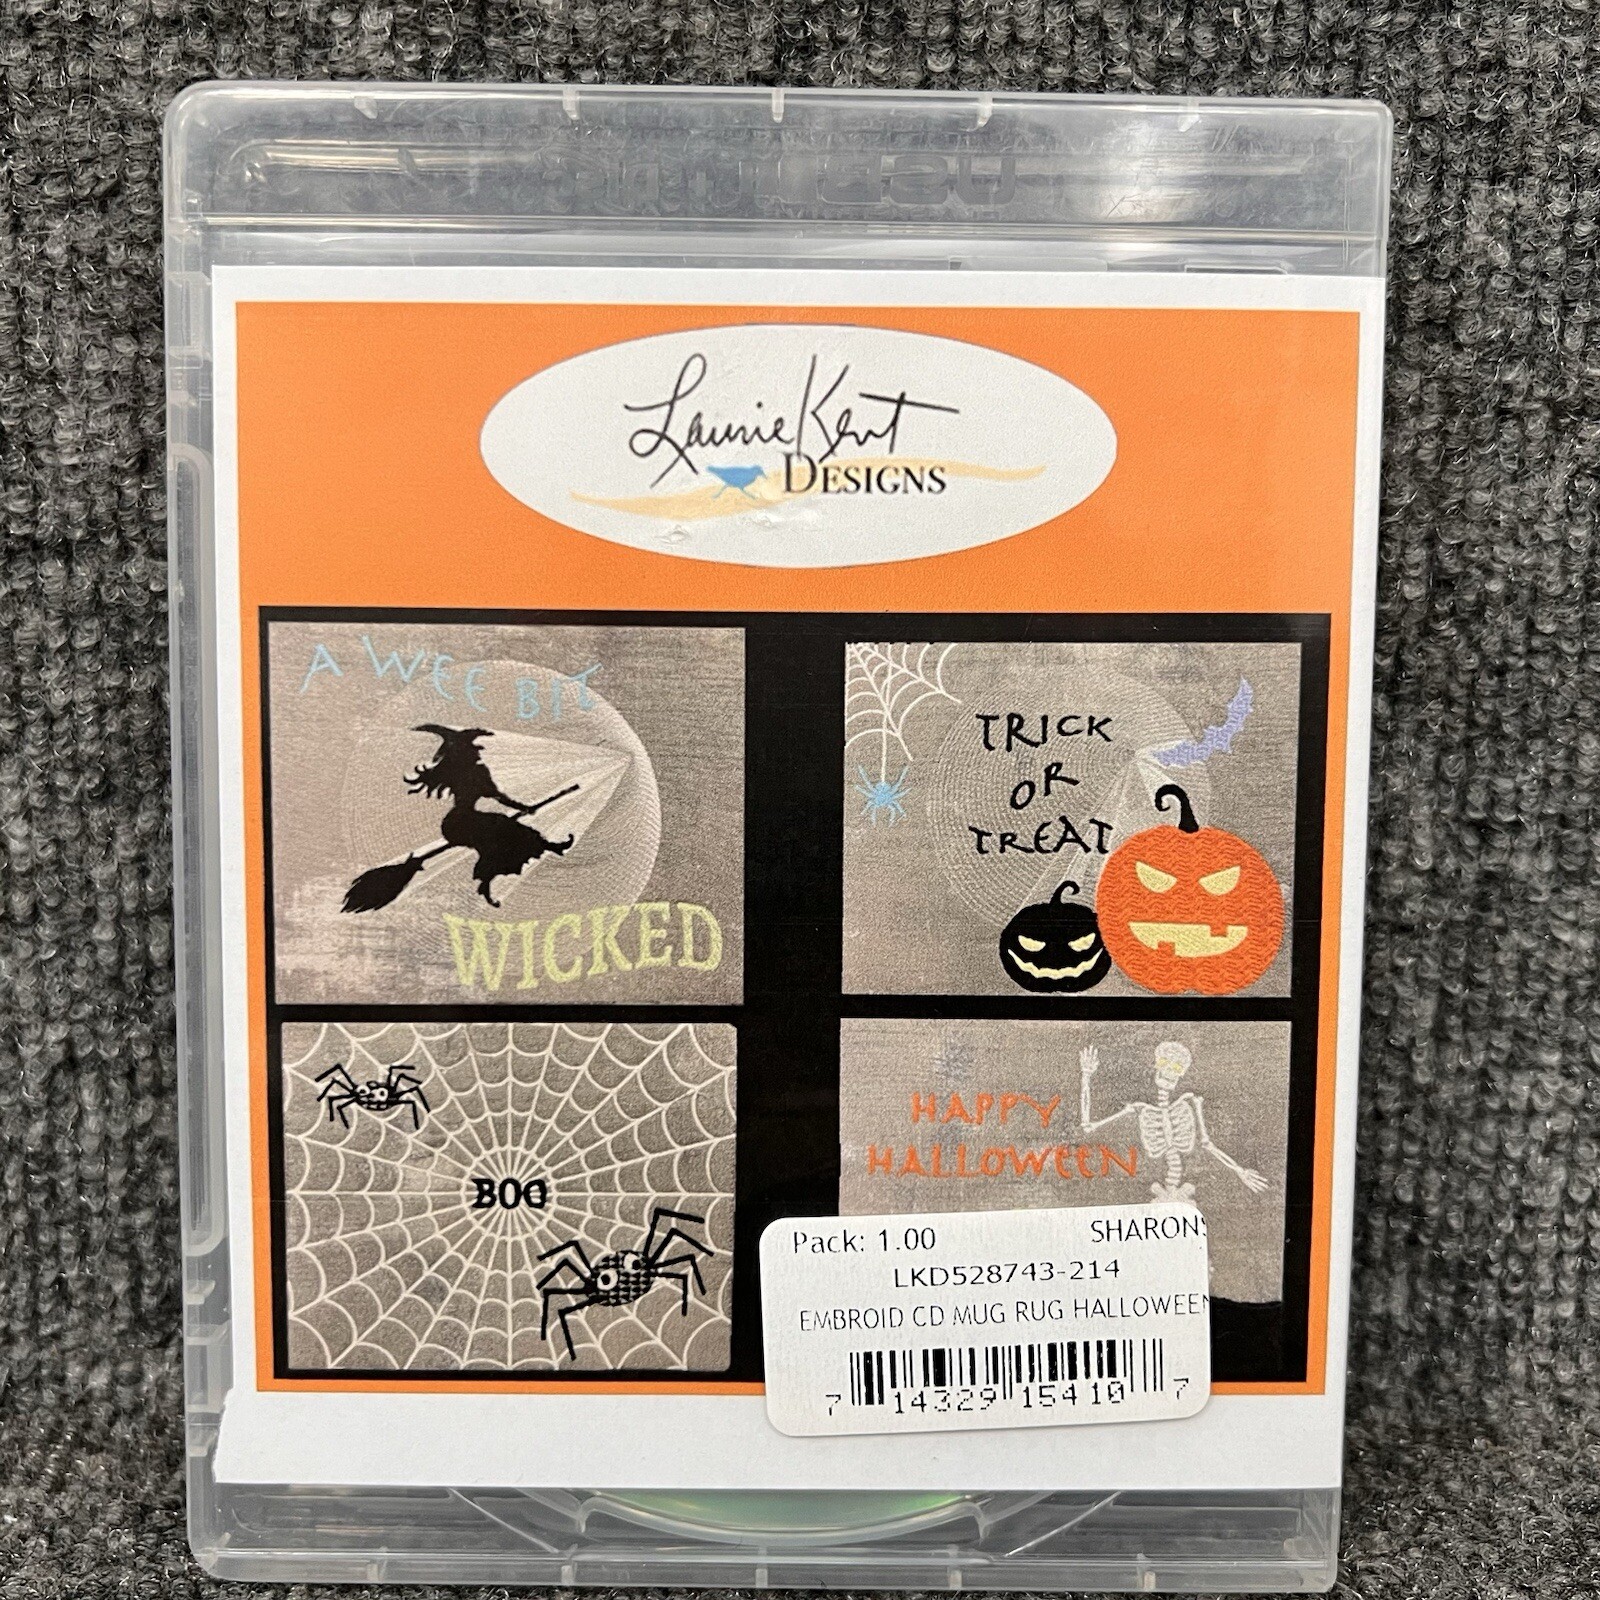 Laurie Kent
DESIGNS
A WEE BIT
WICKED
TRICK
OR
TREAT
BOO
HAPPY
HALLOWEEN
Pack: 1.00 SHARONS
LKD528743-214
EMBROID CD MUG RUG HALLOWEEN
7 14329 15410 7